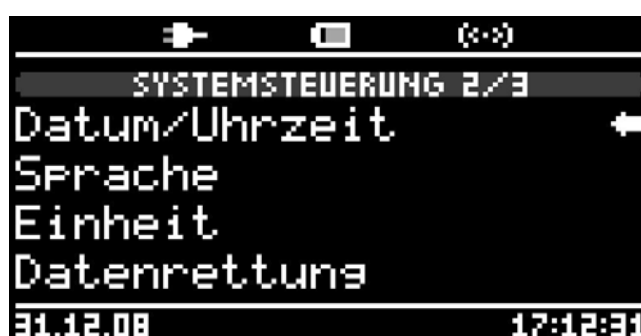 SYSTEMSTEUERUNG 2/3
Datum/Uhrzeit
Sprache
Einheit
Datenrettung
31.12.08 17:12:31